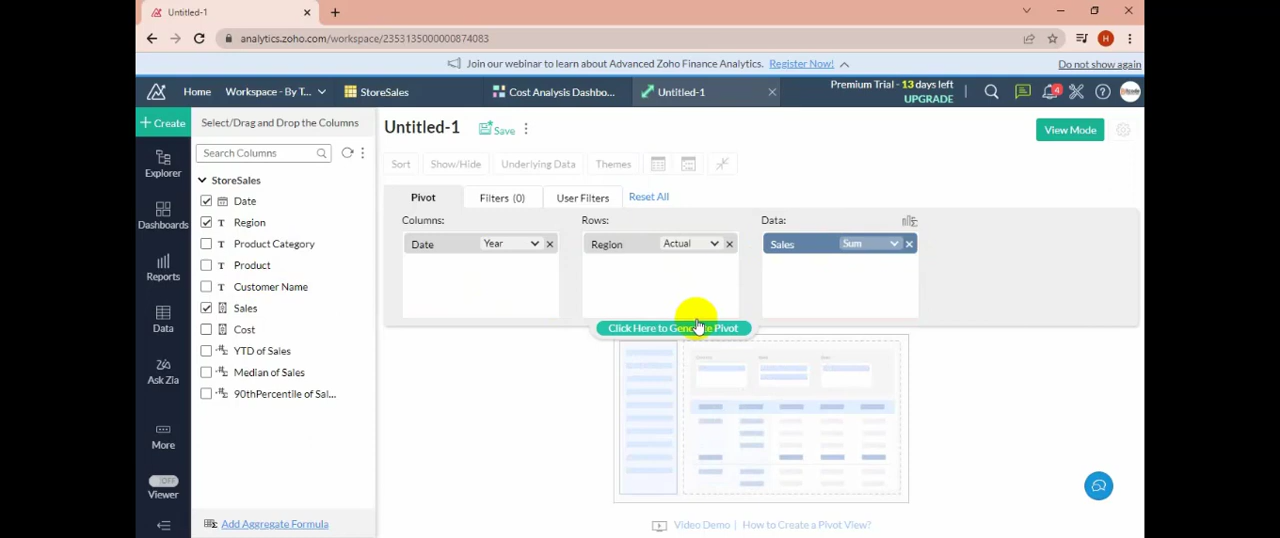 Untitled-1
analytics.zoho.com/workspace/2353135000000874083
H
Join our webinar to learn about Advanced Zoho Finance Analytics. Register Now!
Do not show again
Home
Workspace - By T...
StoreSales
Cost Analysis Dashbo...
Untitled-1
Premium Trial - 13 days left
UPGRADE
4
Create
Explorer
Dashboards
Reports
Data
Ask Zia
More
OFF
Viewer
Select/Drag and Drop the Columns
Search Columns
StoreSales
Date
T Region
T Product Category
T Product
T Customer Name
Sales
Cost
YTD of Sales
Median of Sales
90thPercentile of Sal...
Add Aggregate Formula
Untitled-1
Save
View Mode
Sort
Show/Hide
Underlying Data
Themes
Pivot
Filters (0)
User Filters
Reset All
Columns:
Rows:
Data:
Date Year
Region Actual
Sales Sum
Click Here to Generate Pivot
Video Demo | How to Create a Pivot View?